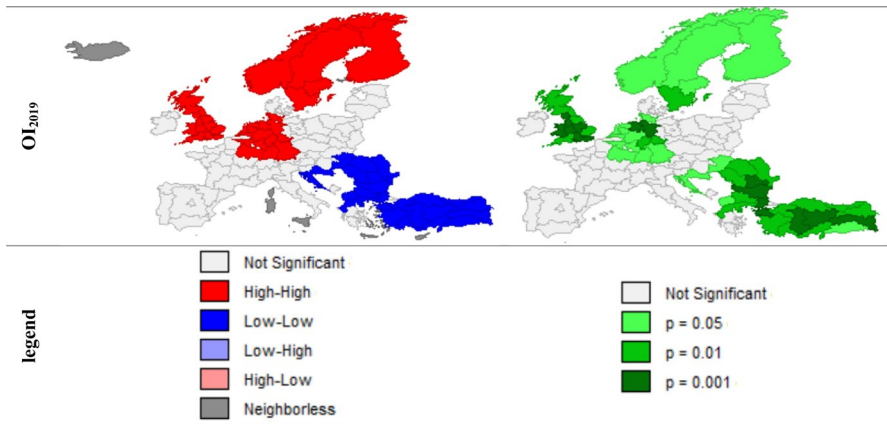 OI2019
legend
Not Significant
High-High
Low-Low
Low-High
High-Low
Neighborless
Not Significant
p = 0.05
p = 0.01
p = 0.001